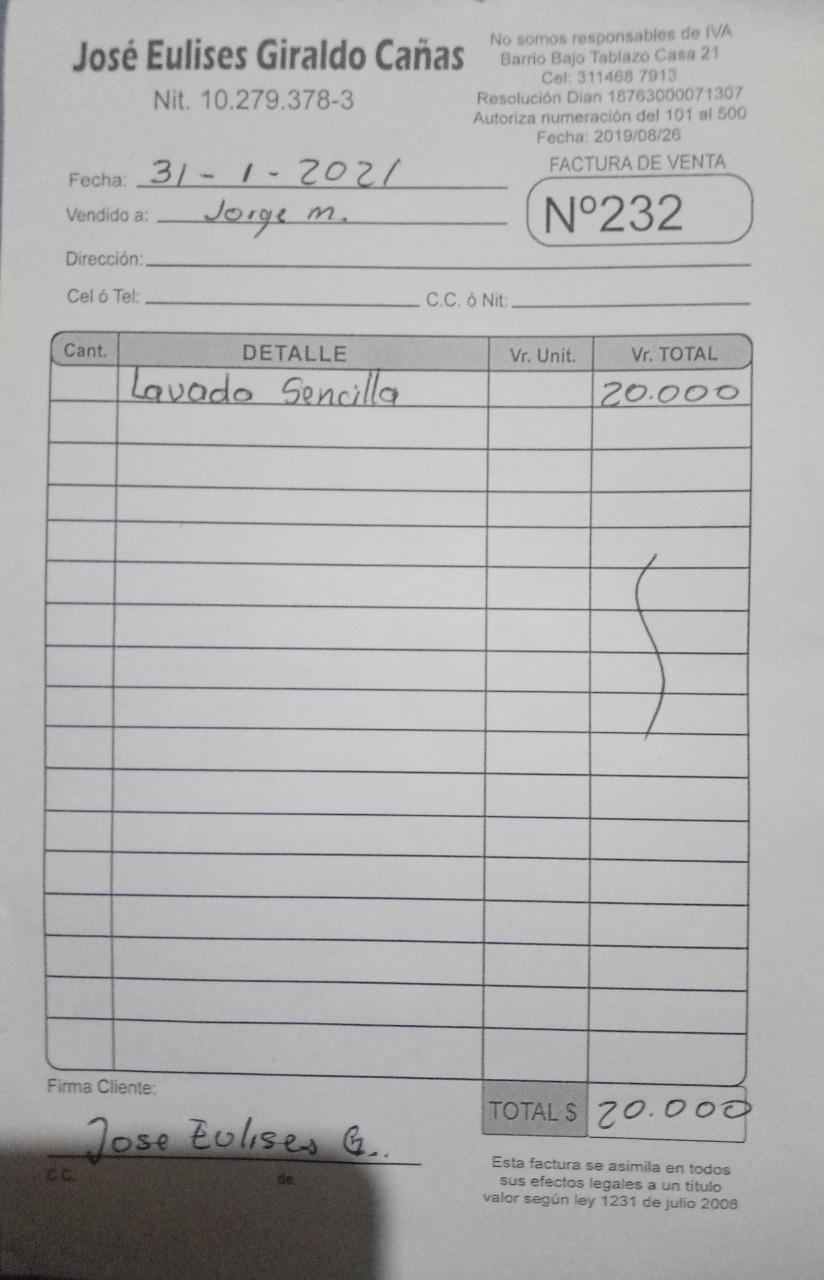 José Eulises Giraldo Cañas
Nit. 10.279.378-3
No somos responsables de IVA
Barrio Bajo Tablazo Casa 21
Cel: 311468 7913
Resolución Dian 18763000071307
Autoriza numeración del 101 al 500
Fecha: 2019/08/26
FACTURA DE VENTA
Nº232
Fecha: 31-1-2021
Vendido a: Jorge m.
Dirección:
Cel ó Tel: C.C. ó Nit:
Cant. DETALLE Vr. Unit. Vr. TOTAL
Lavado Sencilla 20.000
Firma Cliente:
TOTAL $ 20.000
Jose Eulises G..
C.C. de
Esta factura se asimila en todos
sus efectos legales a un título
valor según ley 1231 de julio 2008